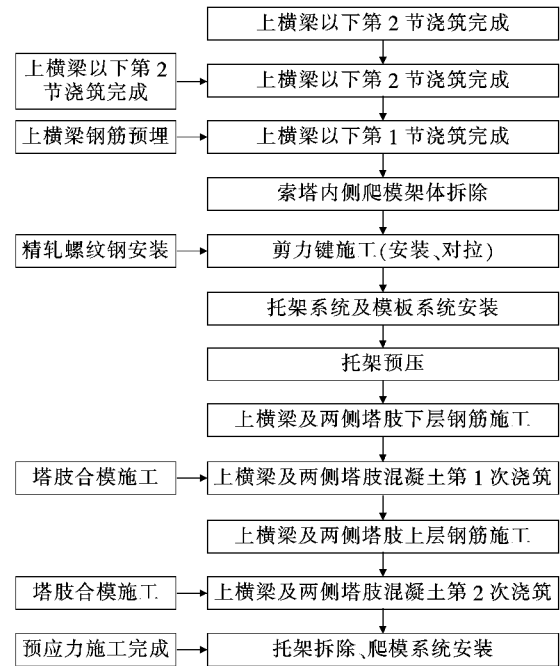 上横梁以下第2节浇筑完成
上横梁以下第2
节浇筑完成
上横梁以下第2节浇筑完成
上横梁钢筋预埋
上横梁以下第1节浇筑完成
索塔内侧爬模架体拆除
精轧螺纹钢安装
剪力键施工(安装、对拉)
托架系统及模板系统安装
托架预压
上横梁及两侧塔肢下层钢筋施工
塔肢合模施工
上横梁及两侧塔肢混凝土第1次浇筑
上横梁及两侧塔肢上层钢筋施工
塔肢合模施工
上横梁及两侧塔肢混凝土第2次浇筑
预应力施工完成
托架拆除、爬模系统安装